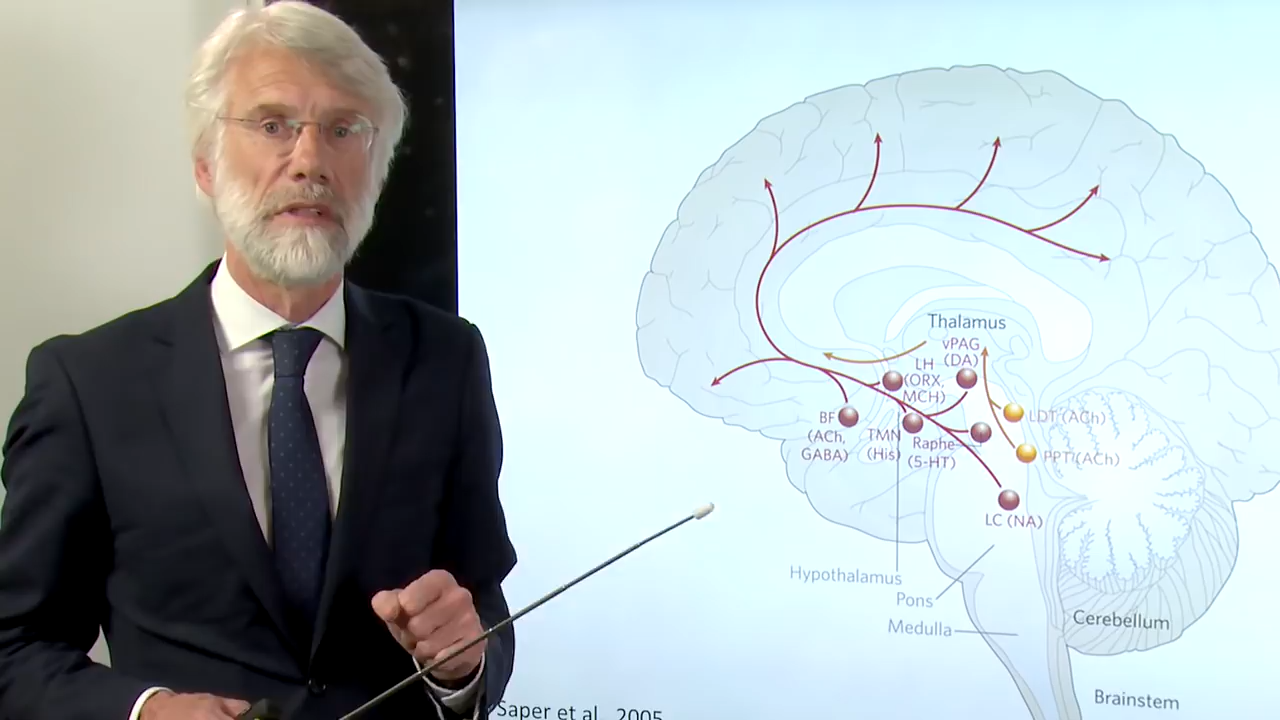 Thalamus
vPAG
(DA)
LH
(ORX,
MCH)
BF
(ACh,
GABA)
TMN
(His)
Raphe
(5-HT)
LDT (ACh)
PPT (ACh)
LC (NA)
Hypothalamus
Pons
Medulla
Cerebellum
Brainstem
Saper et al., 2005